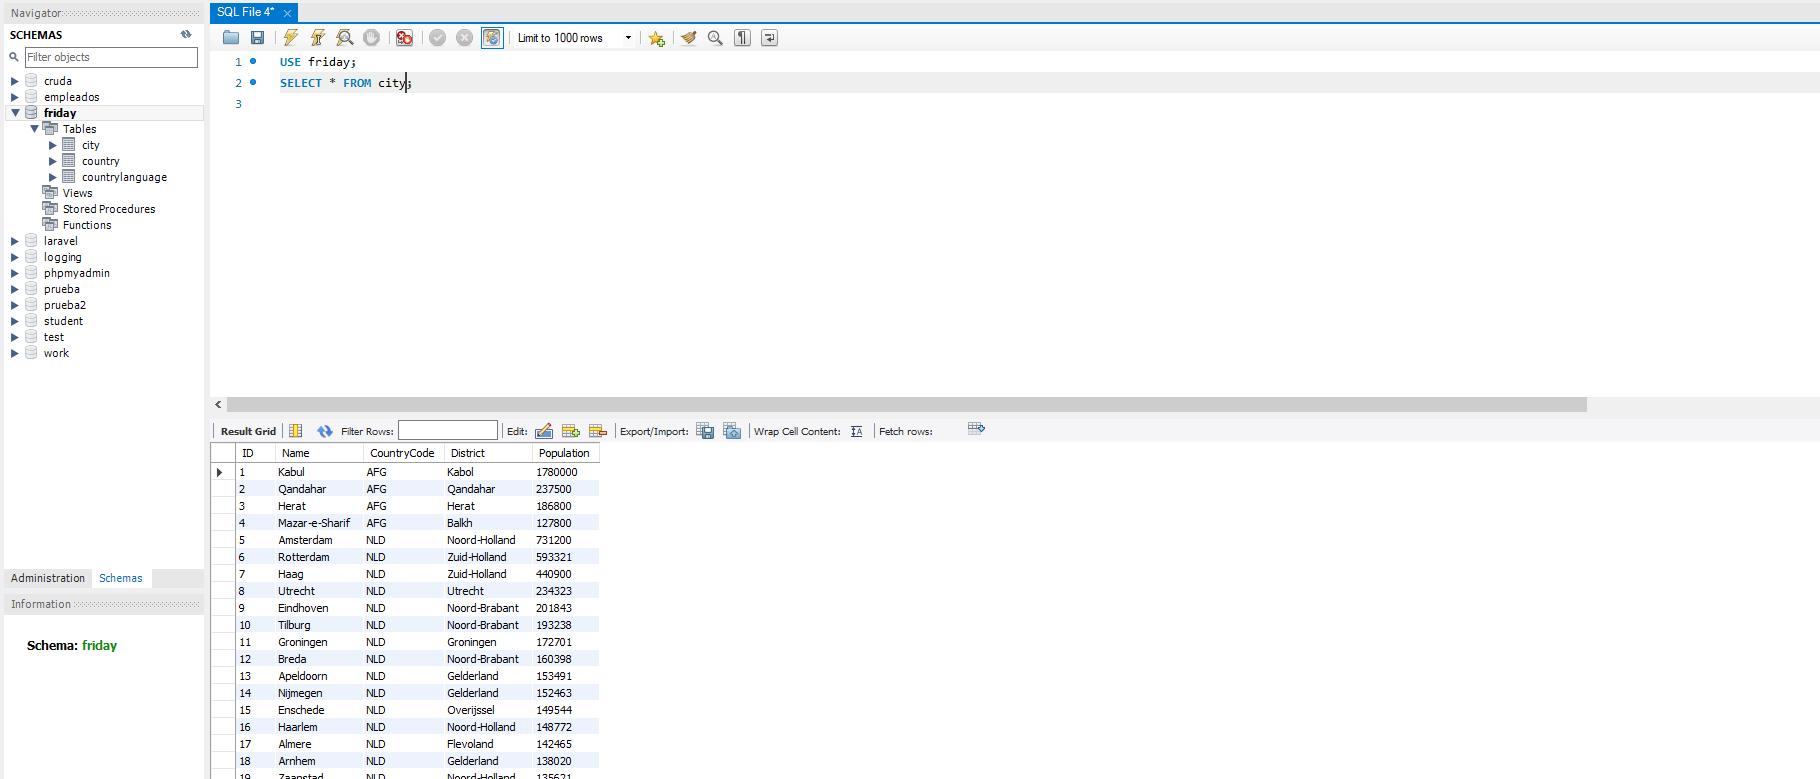 Navigator
SCHEMAS
Filter objects
cruda
empleados
friday
Tables
city
country
countrylanguage
Views
Stored Procedures
Functions
laravel
logging
phpmyadmin
prueba
prueba2
student
test
work
Administration Schemas
Information
Schema: friday
SQL File 4*
Limit to 1000 rows
1 USE friday;
2 SELECT * FROM city;
3
Result Grid Filter Rows: Edit: Export/Import: Wrap Cell Content: Fetch rows:
ID Name CountryCode District Population
1 Kabul AFG Kabol 1780000
2 Qandahar AFG Qandahar 237500
3 Herat AFG Herat 186800
4 Mazar-e-Sharif AFG Balkh 127800
5 Amsterdam NLD Noord-Holland 731200
6 Rotterdam NLD Zuid-Holland 593321
7 Haag NLD Zuid-Holland 440900
8 Utrecht NLD Utrecht 234323
9 Eindhoven NLD Noord-Brabant 201843
10 Tilburg NLD Noord-Brabant 193238
11 Groningen NLD Groningen 172701
12 Breda NLD Noord-Brabant 160398
13 Apeldoorn NLD Gelderland 153491
14 Nijmegen NLD Gelderland 152463
15 Enschede NLD Overijssel 149544
16 Haarlem NLD Noord-Holland 148772
17 Almere NLD Flevoland 142465
18 Arnhem NLD Gelderland 138020
19 Zaanstad NLD Noord-Holland 135621